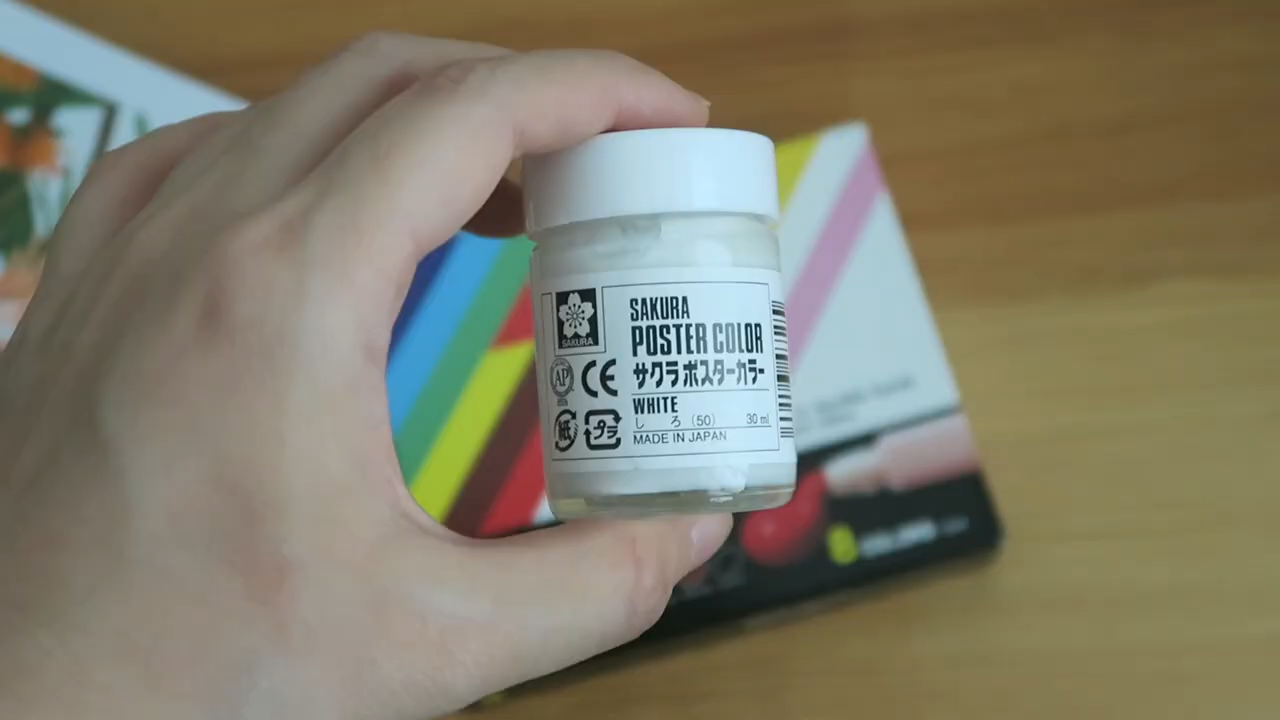 SAKURA
SAKURA
POSTER COLOR
サクラ ポスターカラー
AP
CE
WHITE
し ろ (50) 30 ml
紙 プラ
MADE IN JAPAN